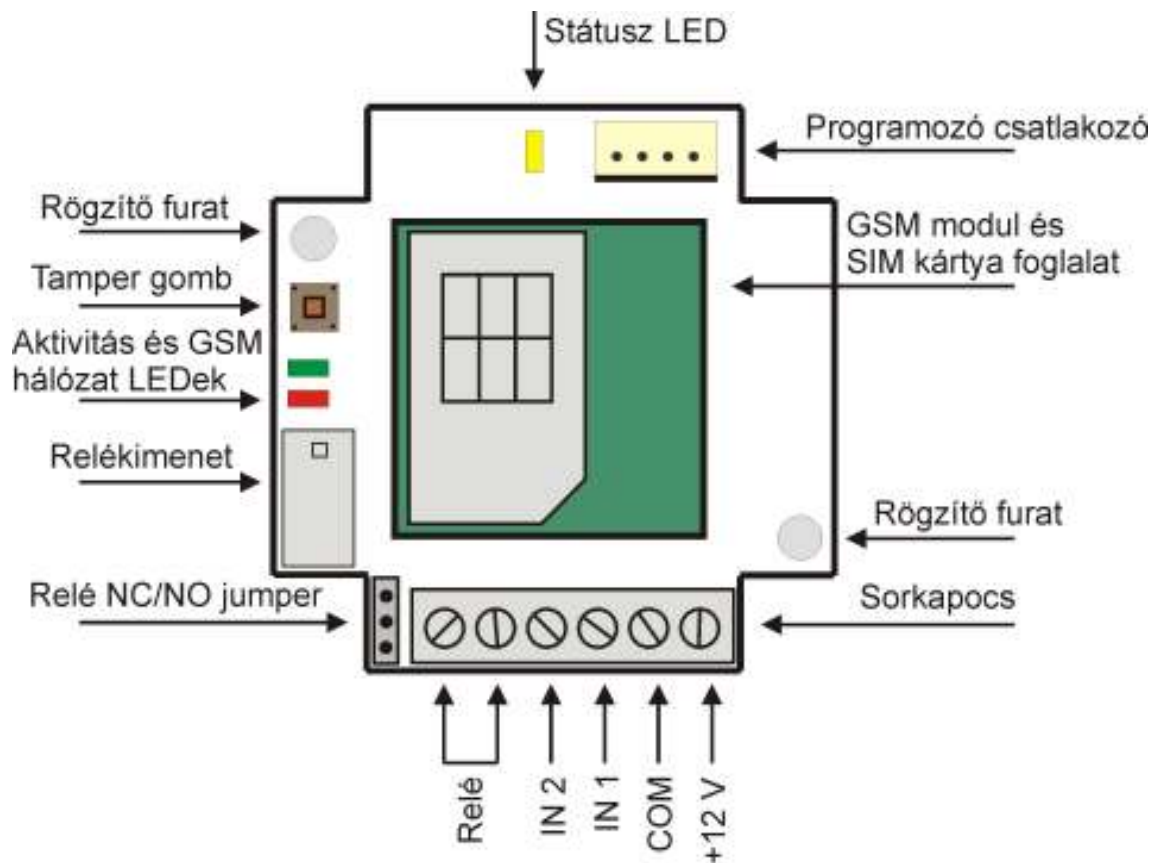 Státusz LED
Programozó csatlakozó
Rögzítő furat
GSM modul és
SIM kártya foglalat
Tamper gomb
Aktivitás és GSM
hálózat LEDek
Relékimenet
Rögzítő furat
Relé NC/NO jumper
Sorkapocs
Relé
IN 2
IN 1
COM
+12 V